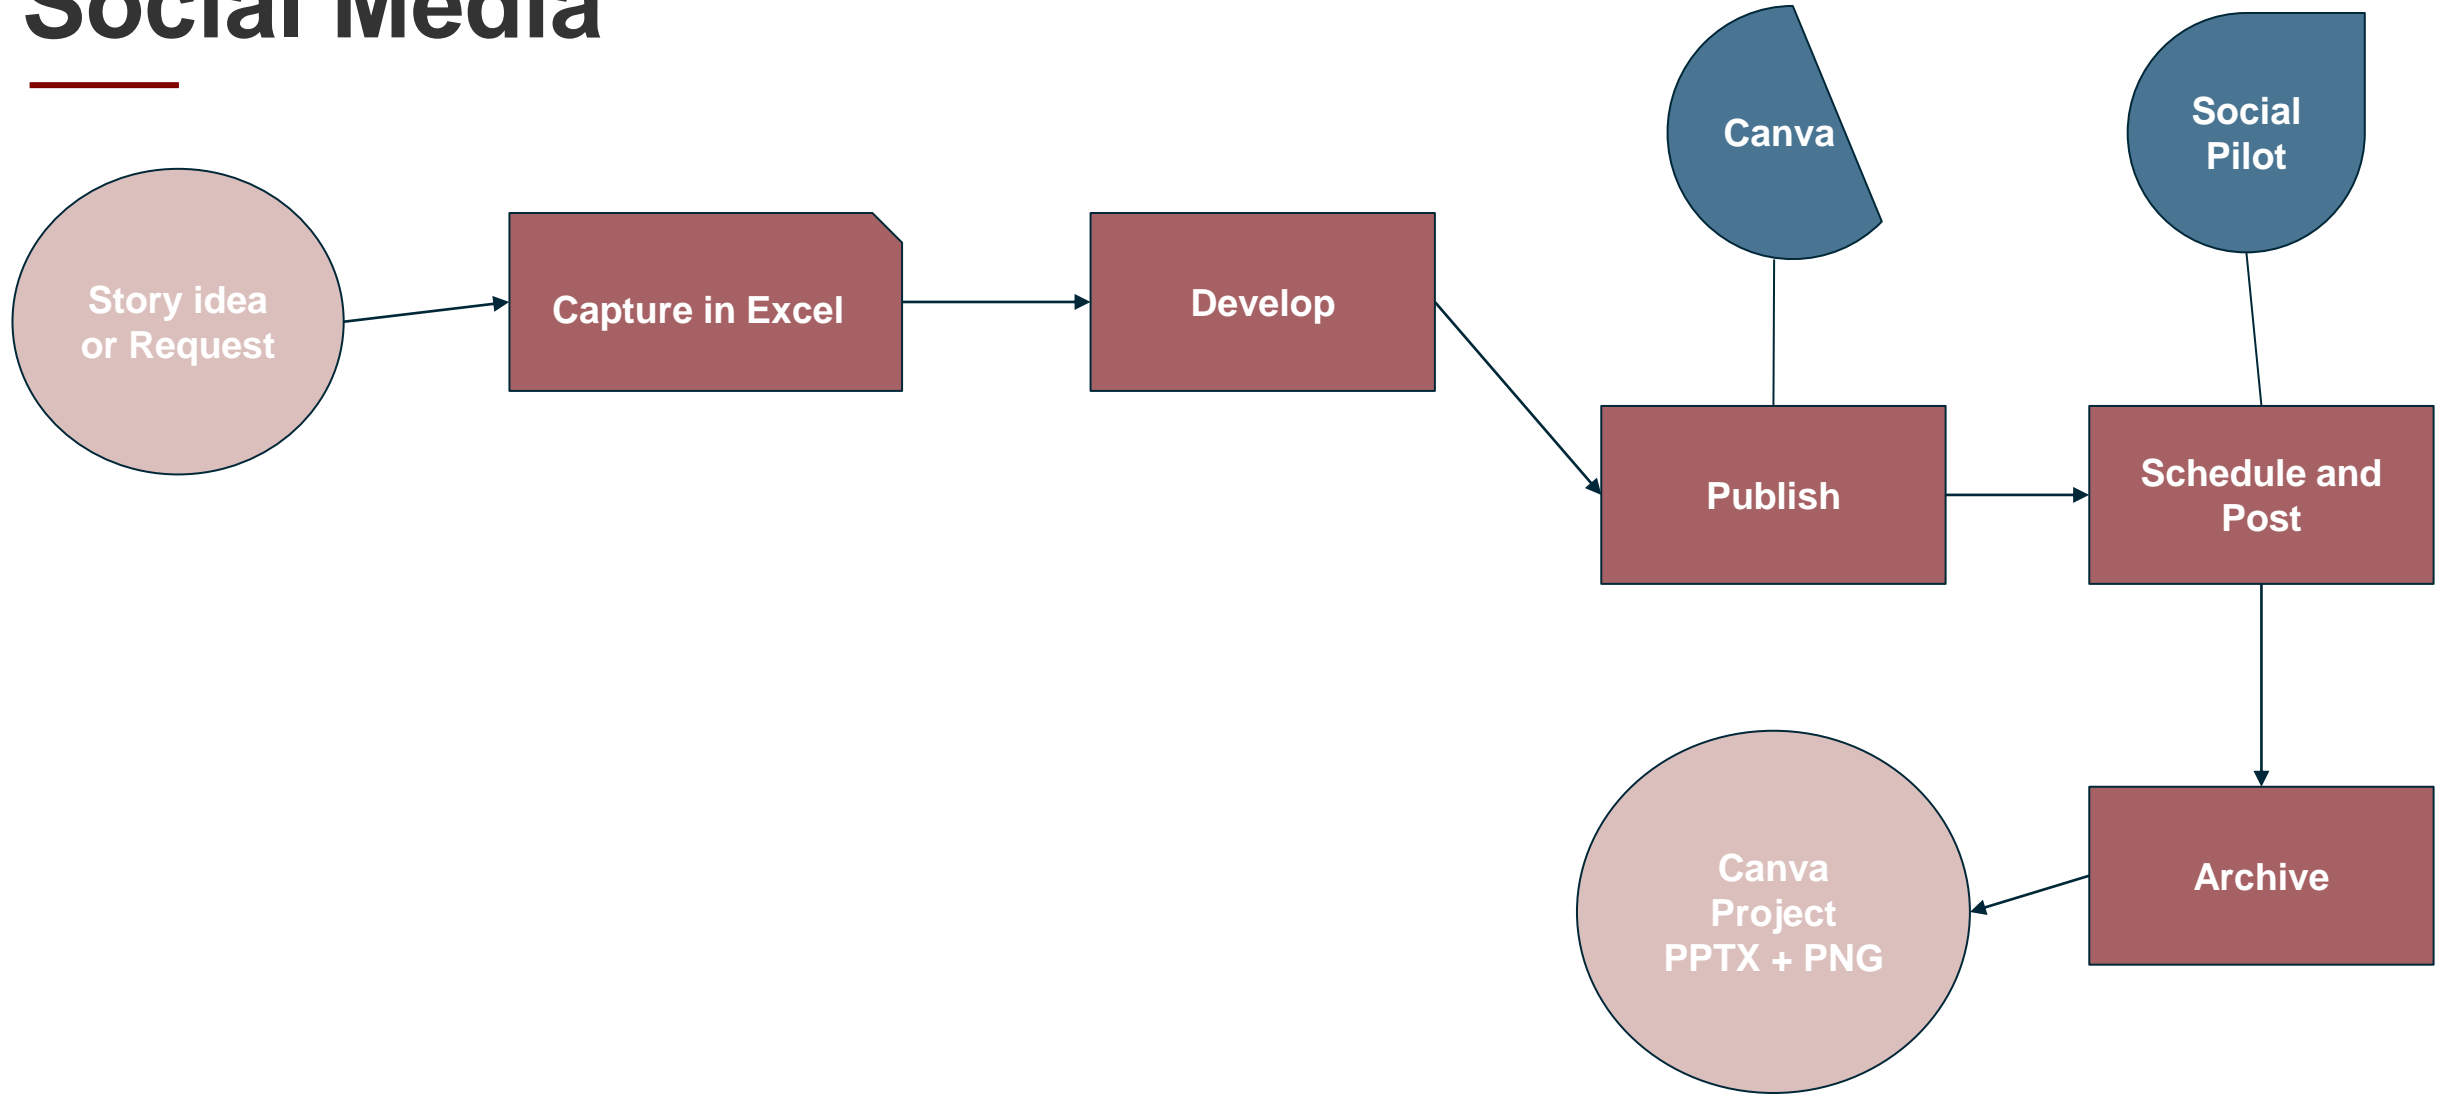 Social Media
Canva
Social
Pilot
Story idea
or Request
Capture in Excel
Develop
Publish
Schedule and
Post
Canva
Project
PPTX + PNG
Archive